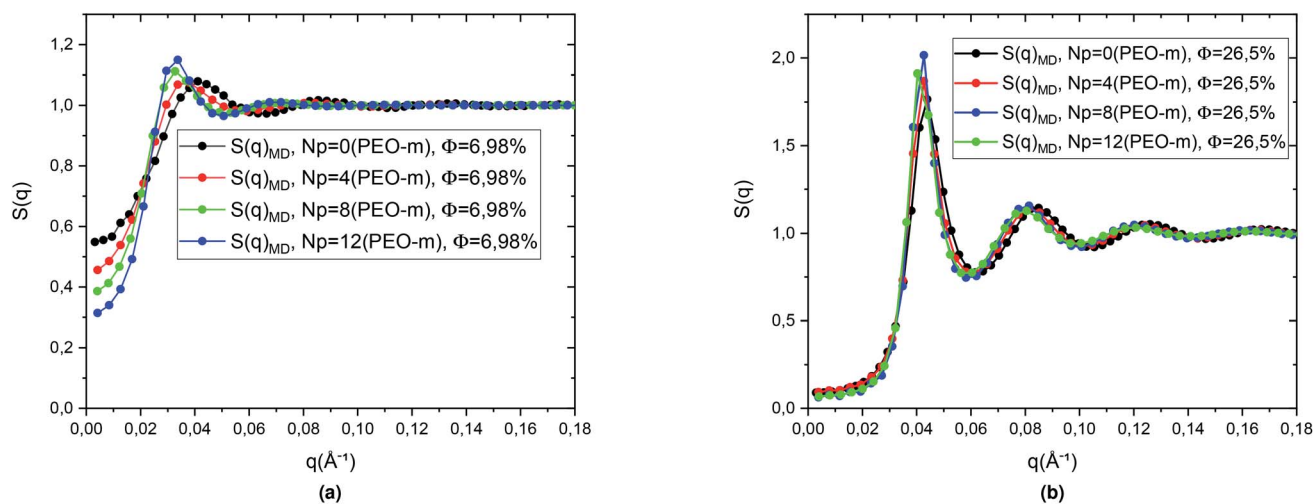 1,2
1,0
0,8
0,6
0,4
0,2
0,0
S(q)
S(q)MD, Np=0(PEO-m), Φ=6,98%
S(q)MD, Np=4(PEO-m), Φ=6,98%
S(q)MD, Np=8(PEO-m), Φ=6,98%
S(q)MD, Np=12(PEO-m), Φ=6,98%
0,00 0,02 0,04 0,06 0,08 0,10 0,12 0,14 0,16 0,18
q(Å⁻¹)
(a)
2,0
1,5
1,0
0,5
0,0
S(q)
S(q)MD, Np=0(PEO-m), Φ=26,5%
S(q)MD, Np=4(PEO-m), Φ=26,5%
S(q)MD, Np=8(PEO-m), Φ=26,5%
S(q)MD, Np=12(PEO-m), Φ=26,5%
0,00 0,02 0,04 0,06 0,08 0,10 0,12 0,14 0,16 0,18
q(Å⁻¹)
(b)